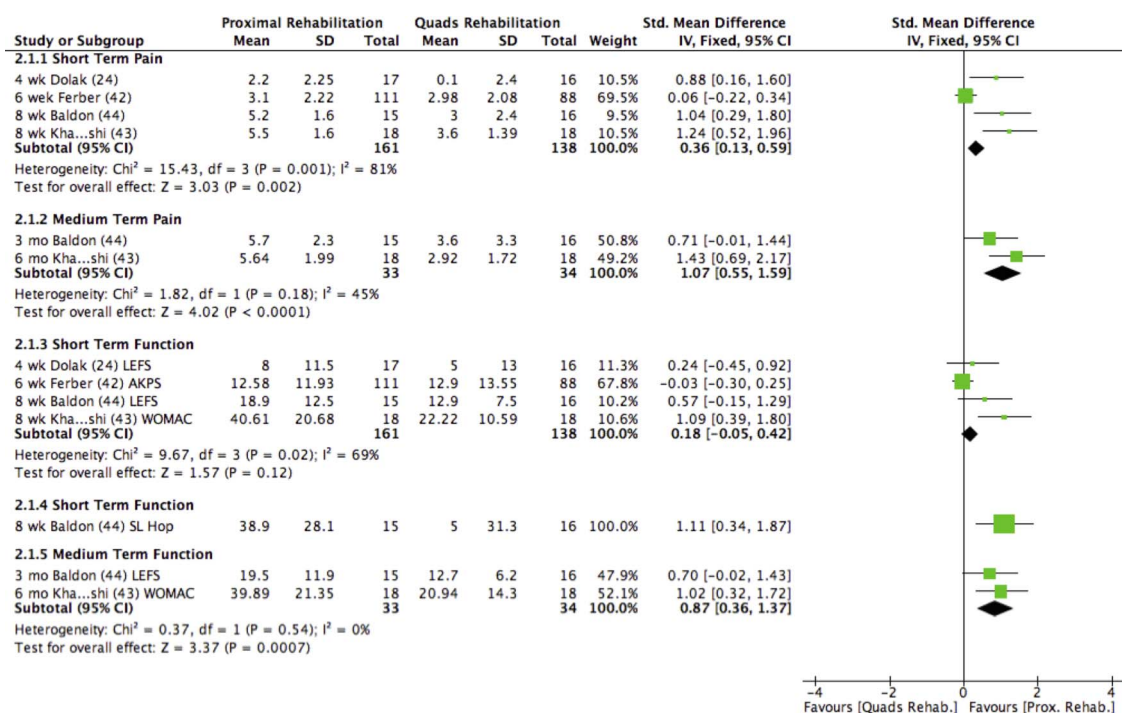 Proximal Rehabilitation Quads Rehabilitation Std. Mean Difference Std. Mean Difference
Study or Subgroup Mean SD Total Mean SD Total Weight IV, Fixed, 95% CI IV, Fixed, 95% CI
2.1.1 Short Term Pain
4 wk Dolak (24) 2.2 2.25 17 0.1 2.4 16 10.5% 0.88 [0.16, 1.60]
6 wek Ferber (42) 3.1 2.22 111 2.98 2.08 88 69.5% 0.06 [-0.22, 0.34]
8 wk Baldon (44) 5.2 1.6 15 3 2.4 16 9.5% 1.04 [0.29, 1.80]
8 wk Kha...shi (43) 5.5 1.6 18 3.6 1.39 18 10.5% 1.24 [0.52, 1.96]
Subtotal (95% CI) 161 138 100.0% 0.36 [0.13, 0.59]
Heterogeneity: Chi² = 15.43, df = 3 (P = 0.001); I² = 81%
Test for overall effect: Z = 3.03 (P = 0.002)
2.1.2 Medium Term Pain
3 mo Baldon (44) 5.7 2.3 15 3.6 3.3 16 50.8% 0.71 [-0.01, 1.44]
6 mo Kha...shi (43) 5.64 1.99 18 2.92 1.72 18 49.2% 1.43 [0.69, 2.17]
Subtotal (95% CI) 33 34 100.0% 1.07 [0.55, 1.59]
Heterogeneity: Chi² = 1.82, df = 1 (P = 0.18); I² = 45%
Test for overall effect: Z = 4.02 (P < 0.0001)
2.1.3 Short Term Function
4 wk Dolak (24) LEFS 8 11.5 17 5 13 16 11.3% 0.24 [-0.45, 0.92]
6 wk Ferber (42) AKPS 12.58 11.93 111 12.9 13.55 88 67.8% -0.03 [-0.30, 0.25]
8 wk Baldon (44) LEFS 18.9 12.5 15 12.9 7.5 16 10.2% 0.57 [-0.15, 1.29]
8 wk Kha...shi (43) WOMAC 40.61 20.68 18 22.22 10.59 18 10.6% 1.09 [0.39, 1.80]
Subtotal (95% CI) 161 138 100.0% 0.18 [-0.05, 0.42]
Heterogeneity: Chi² = 9.67, df = 3 (P = 0.02); I² = 69%
Test for overall effect: Z = 1.57 (P = 0.12)
2.1.4 Short Term Function
8 wk Baldon (44) SL Hop 38.9 28.1 15 5 31.3 16 100.0% 1.11 [0.34, 1.87]
2.1.5 Medium Term Function
3 mo Baldon (44) LEFS 19.5 11.9 15 12.7 6.2 16 47.9% 0.70 [-0.02, 1.43]
6 mo Kha...shi (43) WOMAC 39.89 21.35 18 20.94 14.3 18 52.1% 1.02 [0.32, 1.72]
Subtotal (95% CI) 33 34 100.0% 0.87 [0.36, 1.37]
Heterogeneity: Chi² = 0.37, df = 1 (P = 0.54); I² = 0%
Test for overall effect: Z = 3.37 (P = 0.0007)
-4 -2 0 2 4
Favours [Quads Rehab.] Favours [Prox. Rehab.]